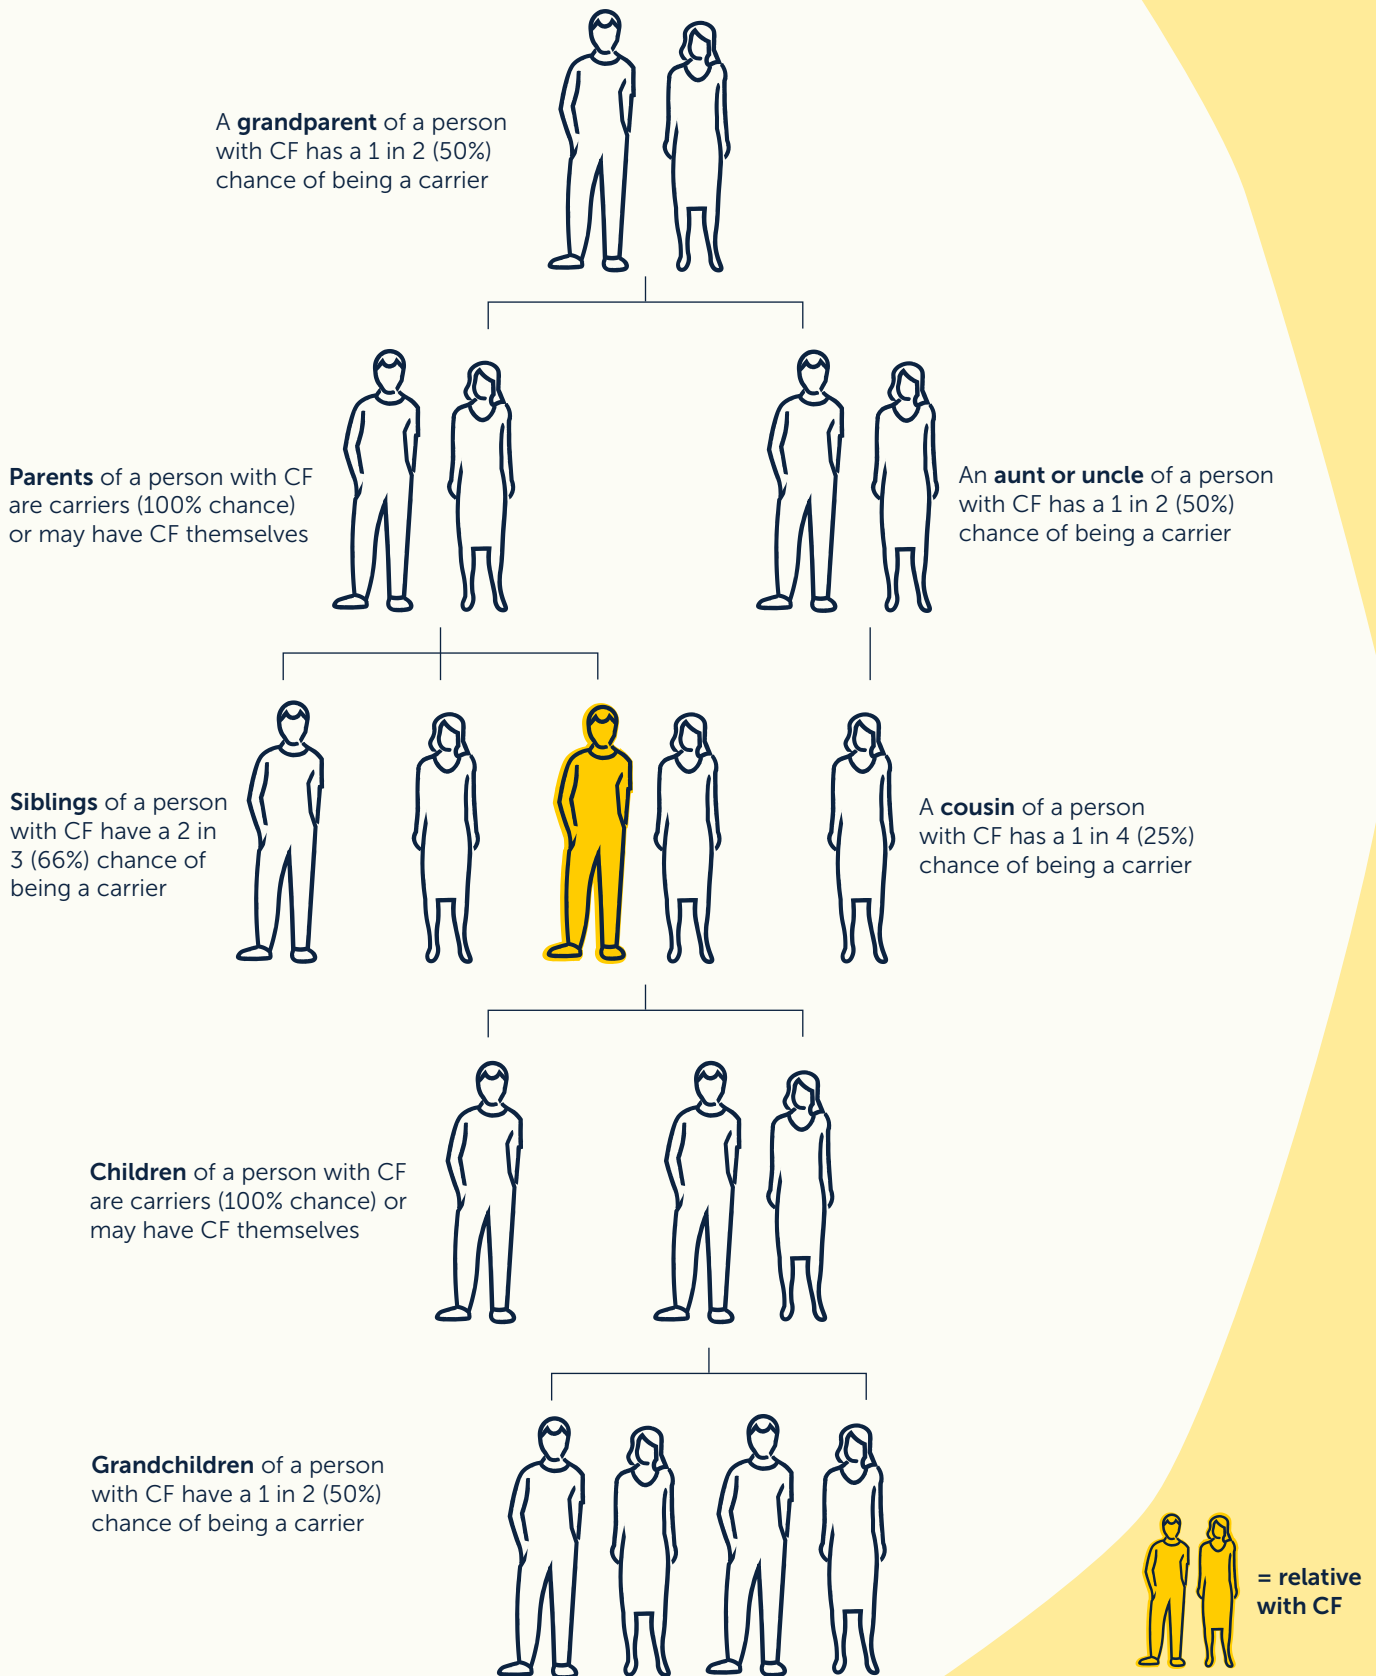 A grandparent of a person
with CF has a 1 in 2 (50%)
chance of being a carrier
Parents of a person with CF
are carriers (100% chance)
or may have CF themselves
An aunt or uncle of a person
with CF has a 1 in 2 (50%)
chance of being a carrier
Siblings of a person
with CF have a 2 in
3 (66%) chance of
being a carrier
A cousin of a person
with CF has a 1 in 4 (25%)
chance of being a carrier
Children of a person with CF
are carriers (100% chance) or
may have CF themselves
Grandchildren of a person
with CF have a 1 in 2 (50%)
chance of being a carrier
= relative
with CF